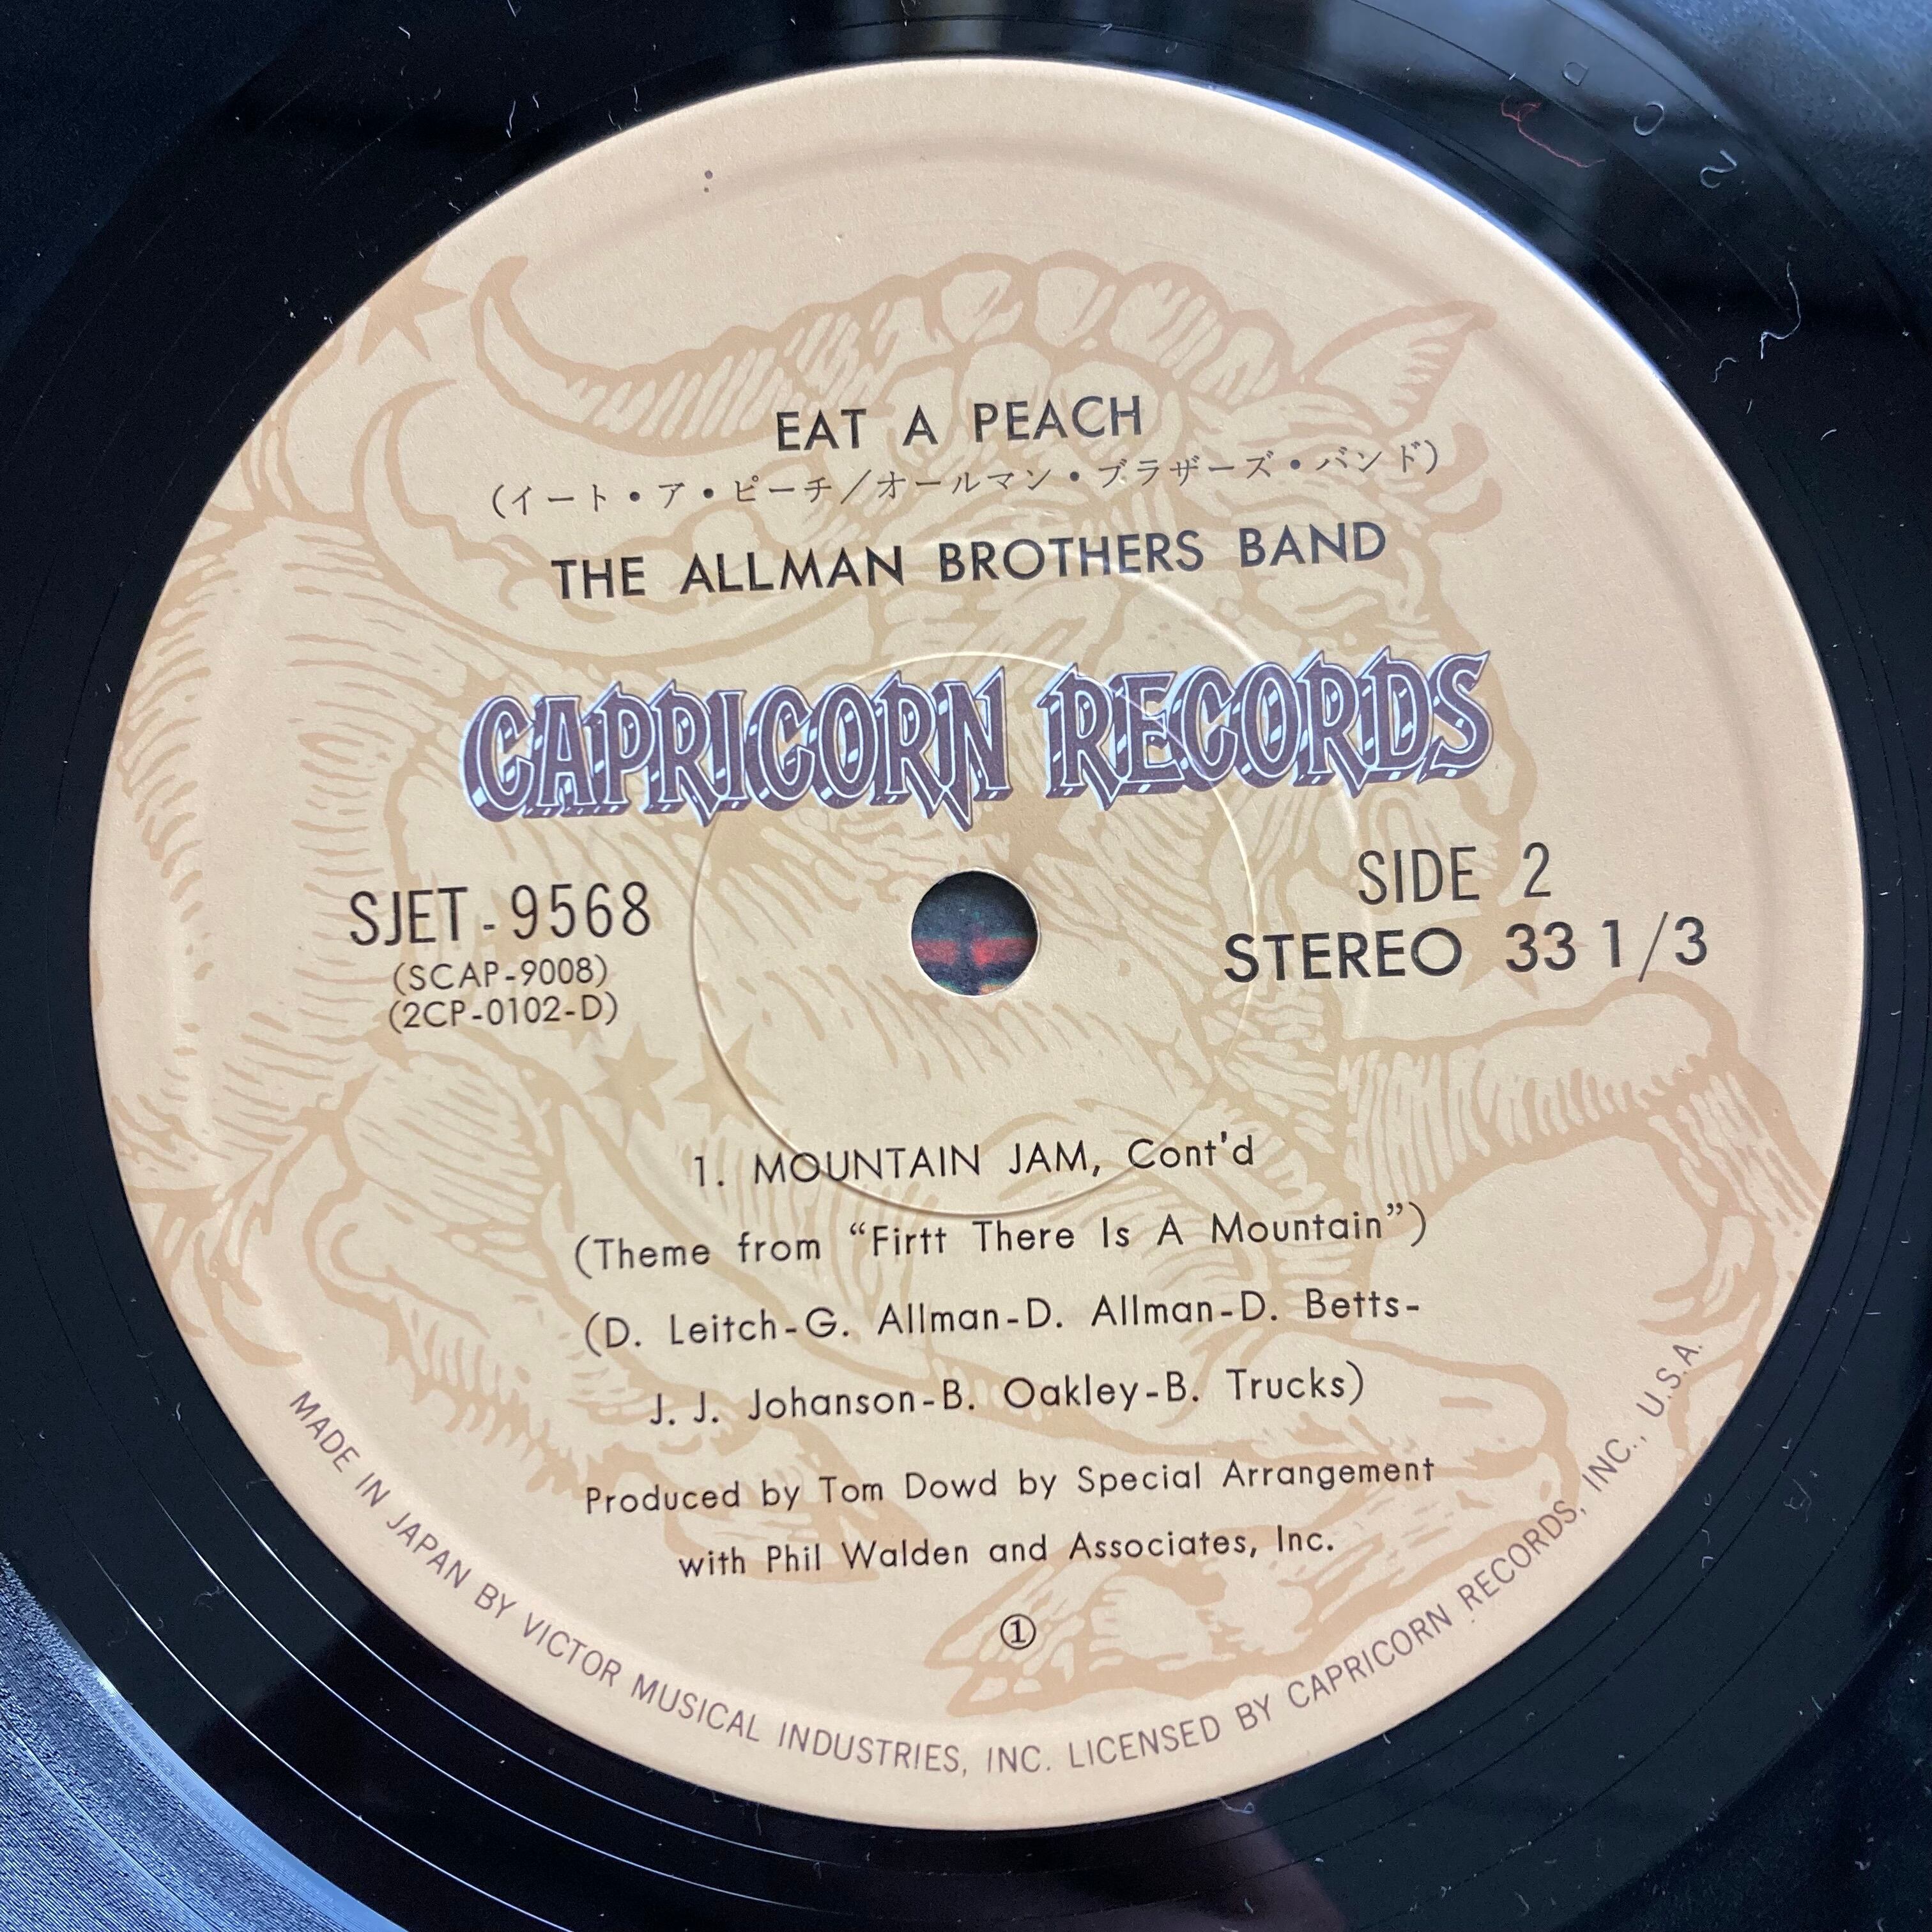 EAT A PEACH
(イート・ア・ピーチ/オールマン・ブラザーズ・バンド)
THE ALLMAN BROTHERS BAND
CAPRICORN RECORDS
SJET-9568
(SCAP-9008)
(2CP-0102-D)
SIDE 2
STEREO 33 1/3
1. MOUNTAIN JAM, Cont'd
(Theme from “Firtt There Is A Mountain”)
(D. Leitch-G. Allman-D. Allman-D. Betts-
J. J. Johanson-B. Oakley-B. Trucks)
Produced by Tom Dowd by Special Arrangement
with Phil Walden and Associates, Inc.
①
MADE IN JAPAN BY VICTOR MUSICAL INDUSTRIES, INC. LICENSED BY CAPRICORN RECORDS, INC., U.S.A.